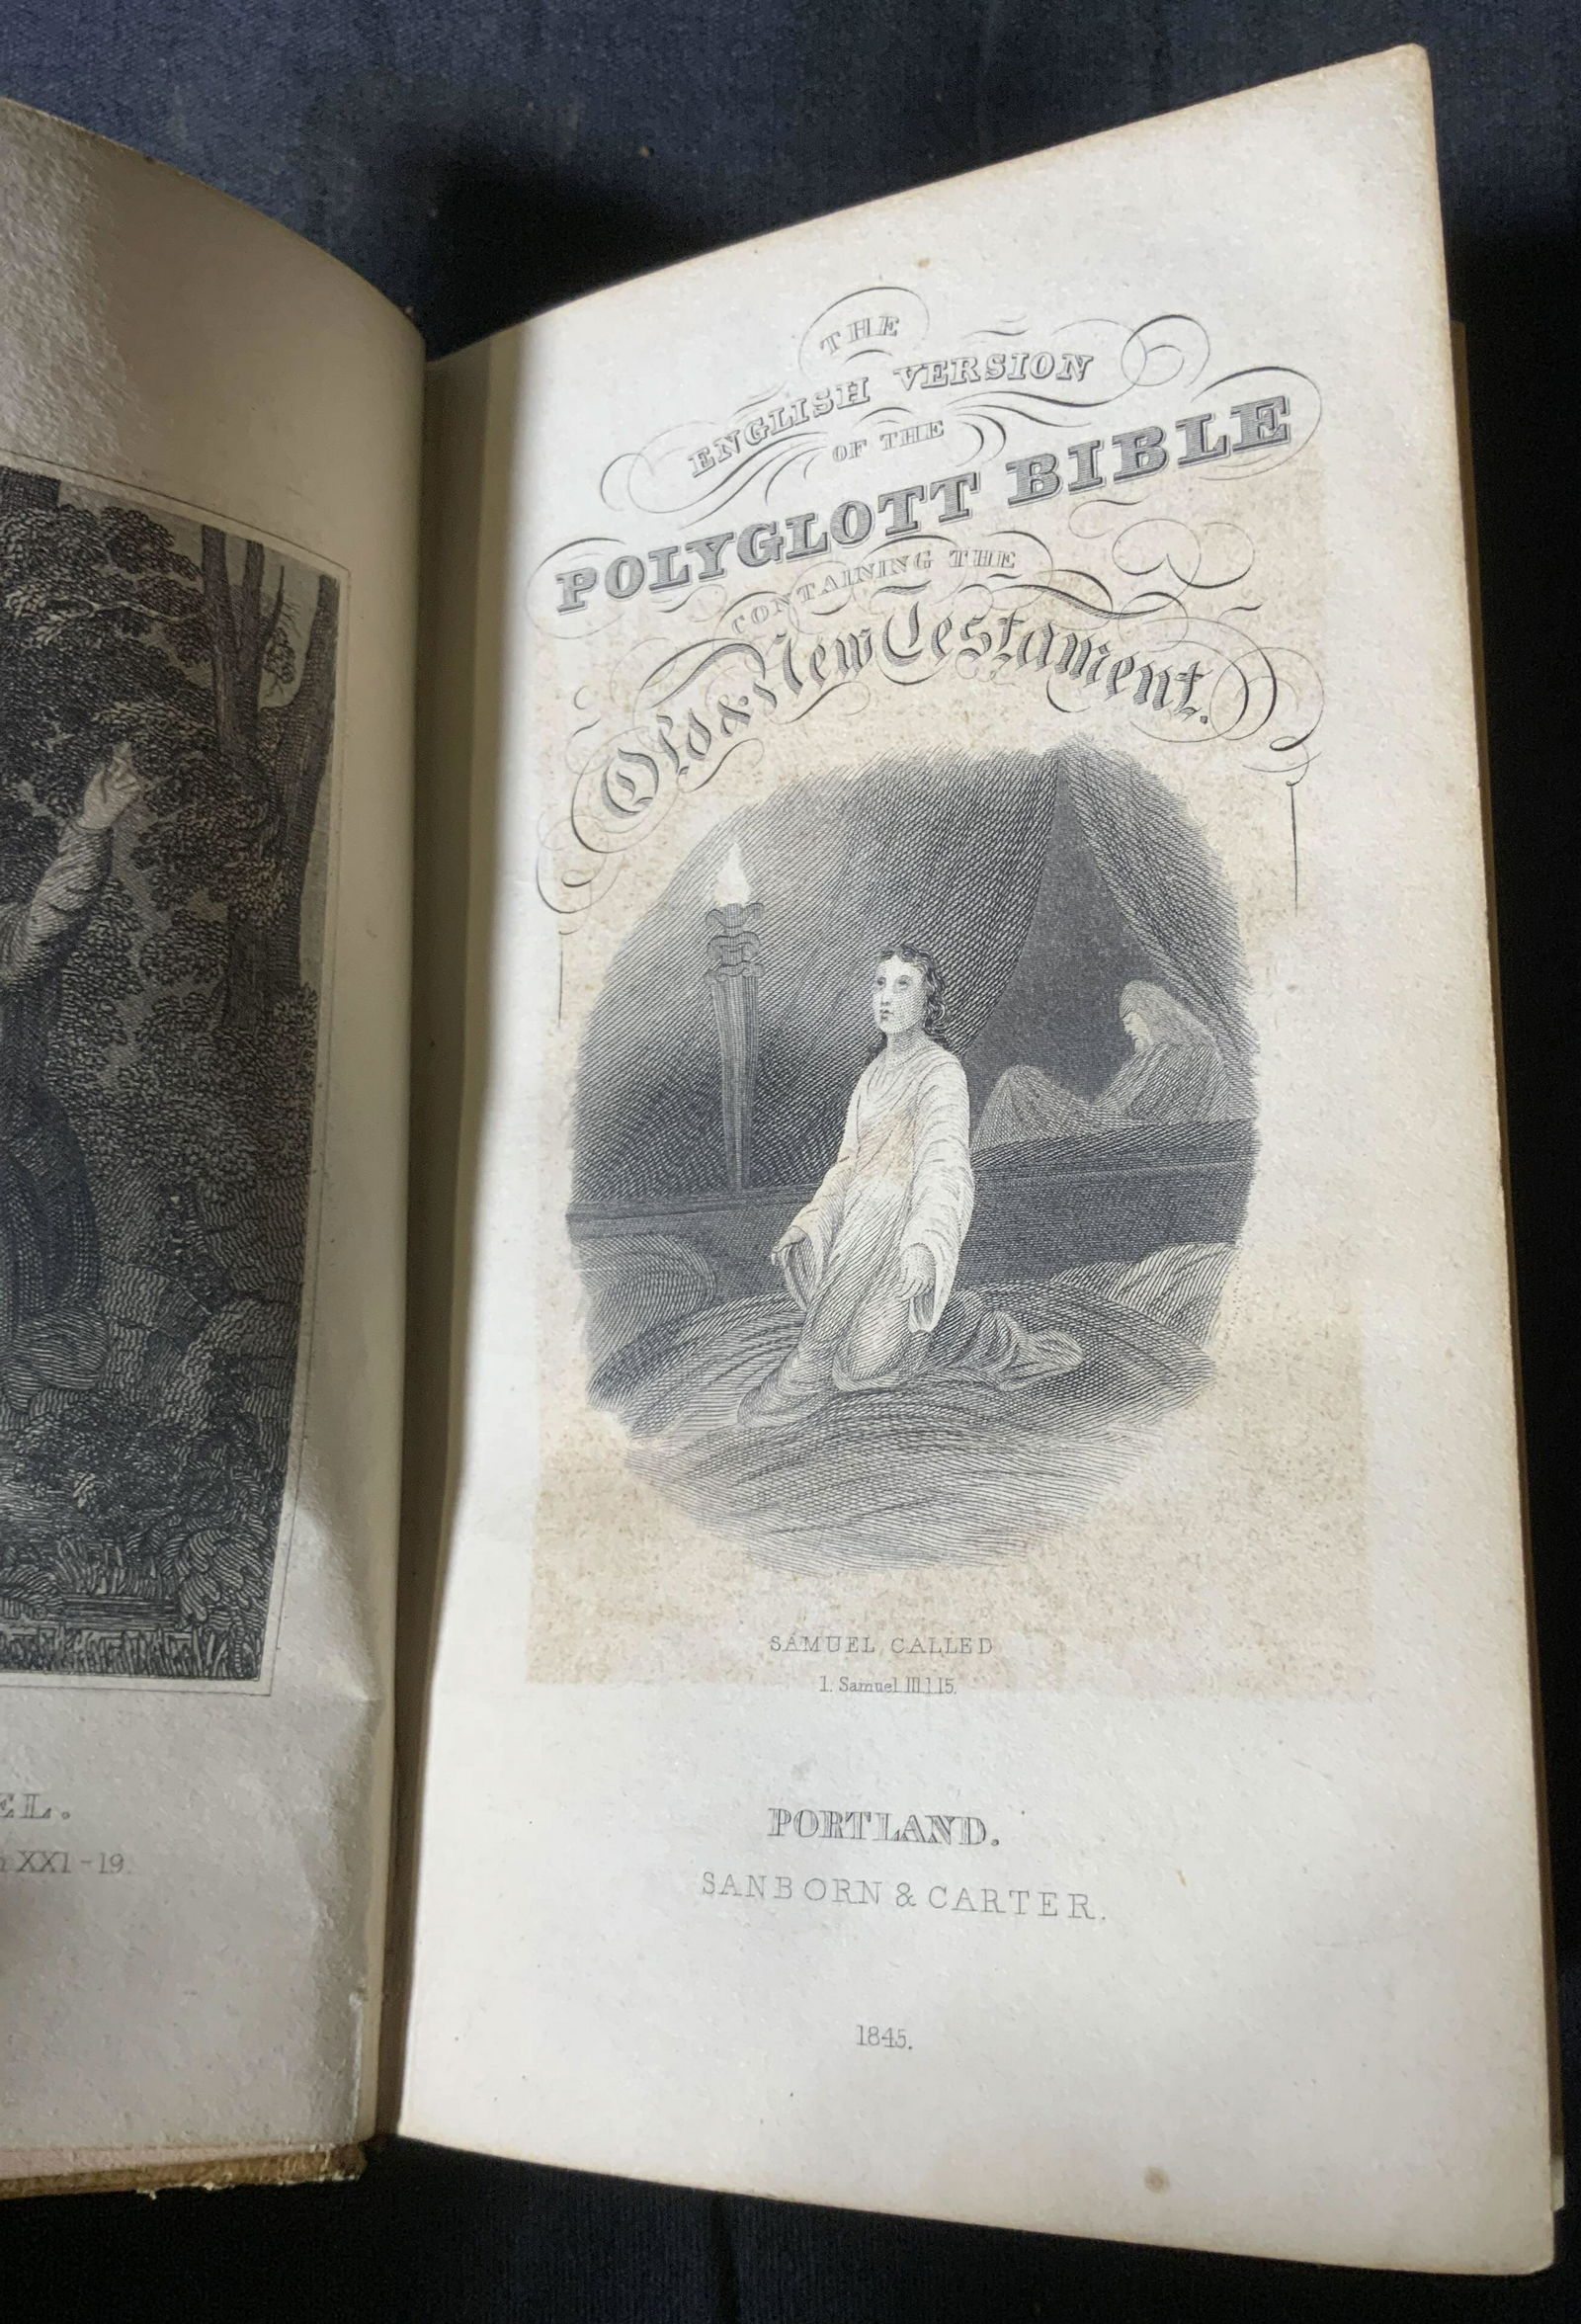 EL.
XXI-19.
THE
ENGLISH VERSION
OF THE
POLYGLOTT BIBLE
CONTAINING THE
Old & New Testament.
SAMUEL CALLED
1. Samuel III.1.15.
PORTLAND.
SANBORN & CARTER.
1845.